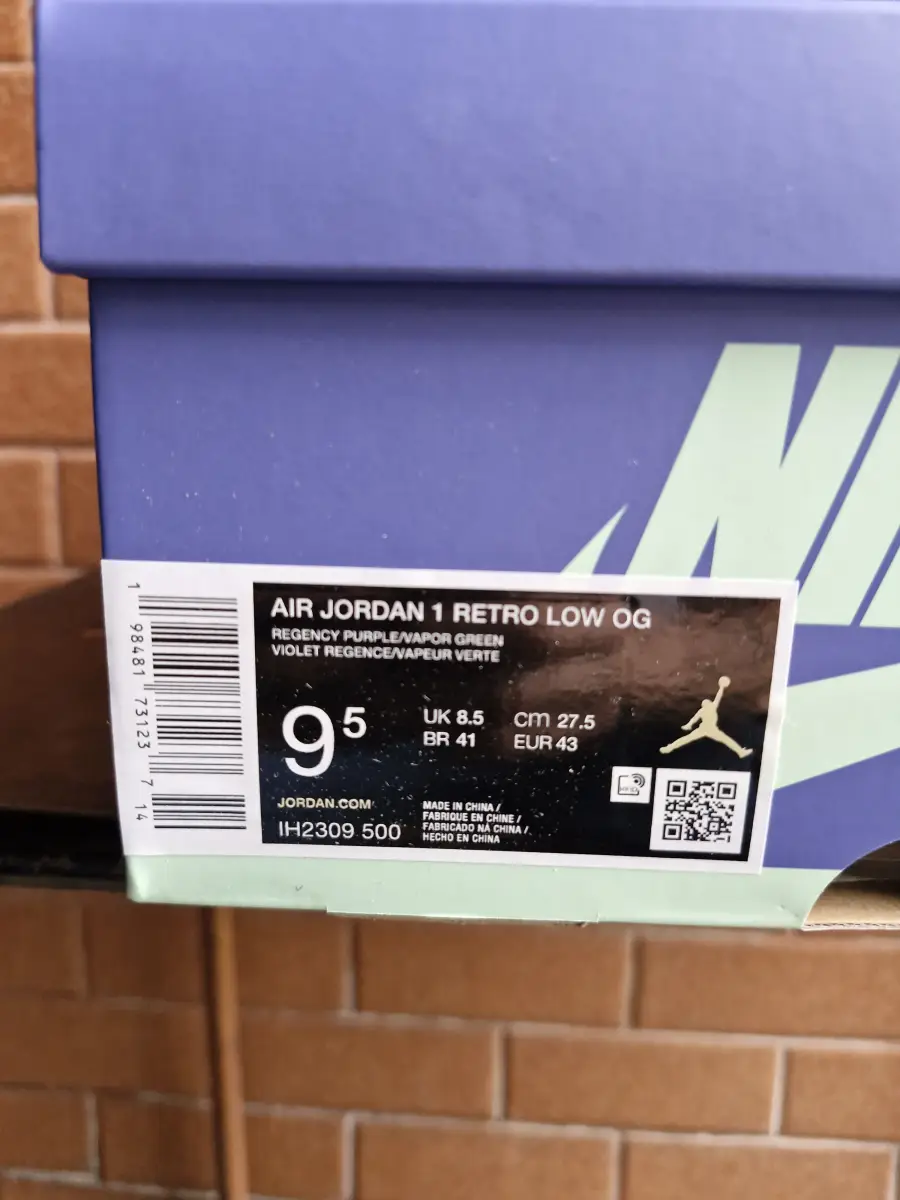 NI
AIR JORDAN 1 RETRO LOW OG
REGENCY PURPLE/VAPOR GREEN
VIOLET REGENCE/VAPEUR VERTE
9⁵
UK 8.5 cm 27.5
BR 41 EUR 43
JORDAN.COM
IH2309 500
MADE IN CHINA /
FABRIQUE EN CHINE /
FABRICADO NA CHINA /
HECHO EN CHINA
1 98481 73123 7 14